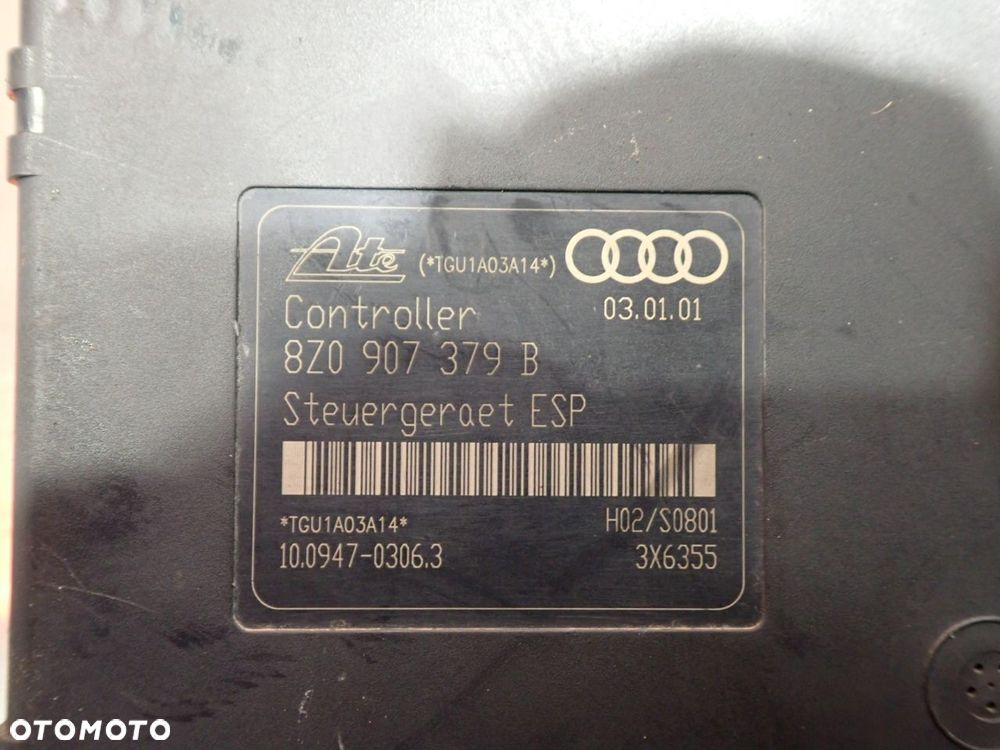 Ate (*TGU1A03A14*)
03.01.01
Controller
8Z0 907 379 B
Steuergeraet ESP
*TGU1A03A14* H02/S0801
10.0947-0306.3 3X6355
OTOMOTO